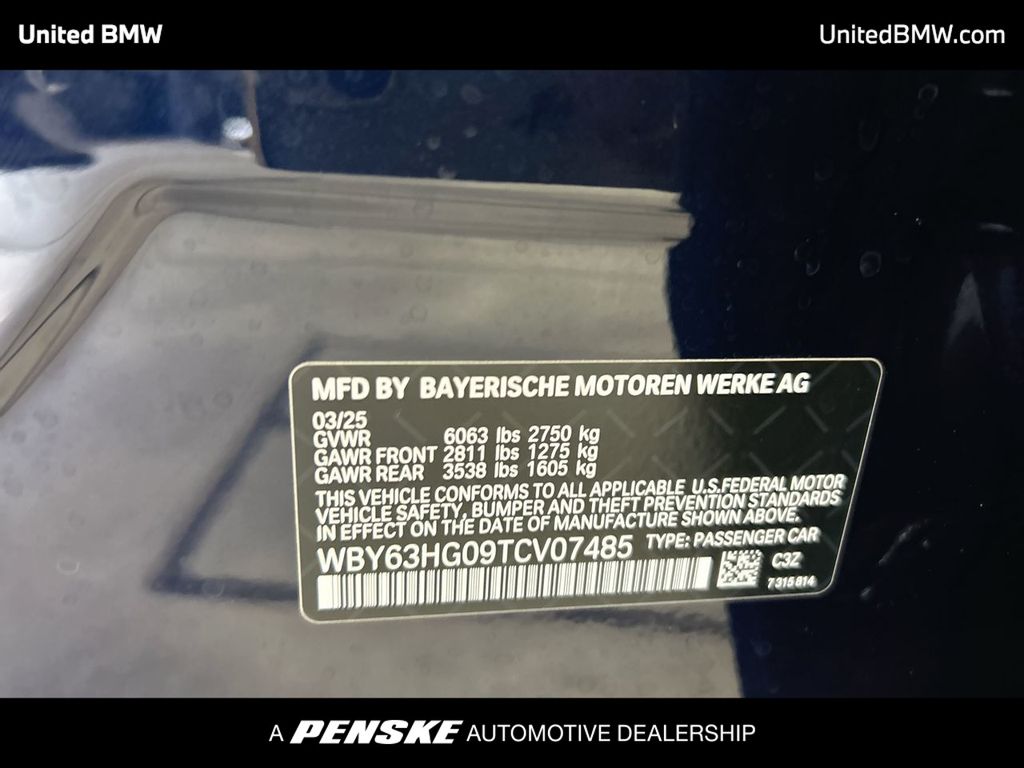 United BMW
UnitedBMW.com
MFD BY BAYERISCHE MOTOREN WERKE AG
03/25
GVWR 6063 lbs 2750 kg
GAWR FRONT 2811 lbs 1275 kg
GAWR REAR 3538 lbs 1605 kg
THIS VEHICLE CONFORMS TO ALL APPLICABLE U.S.FEDERAL MOTOR
VEHICLE SAFETY, BUMPER AND THEFT PREVENTION STANDARDS
IN EFFECT ON THE DATE OF MANUFACTURE SHOWN ABOVE.
WBY63HG09TCV07485 TYPE: PASSENGER CAR
C3Z
7315814
A PENSKE AUTOMOTIVE DEALERSHIP